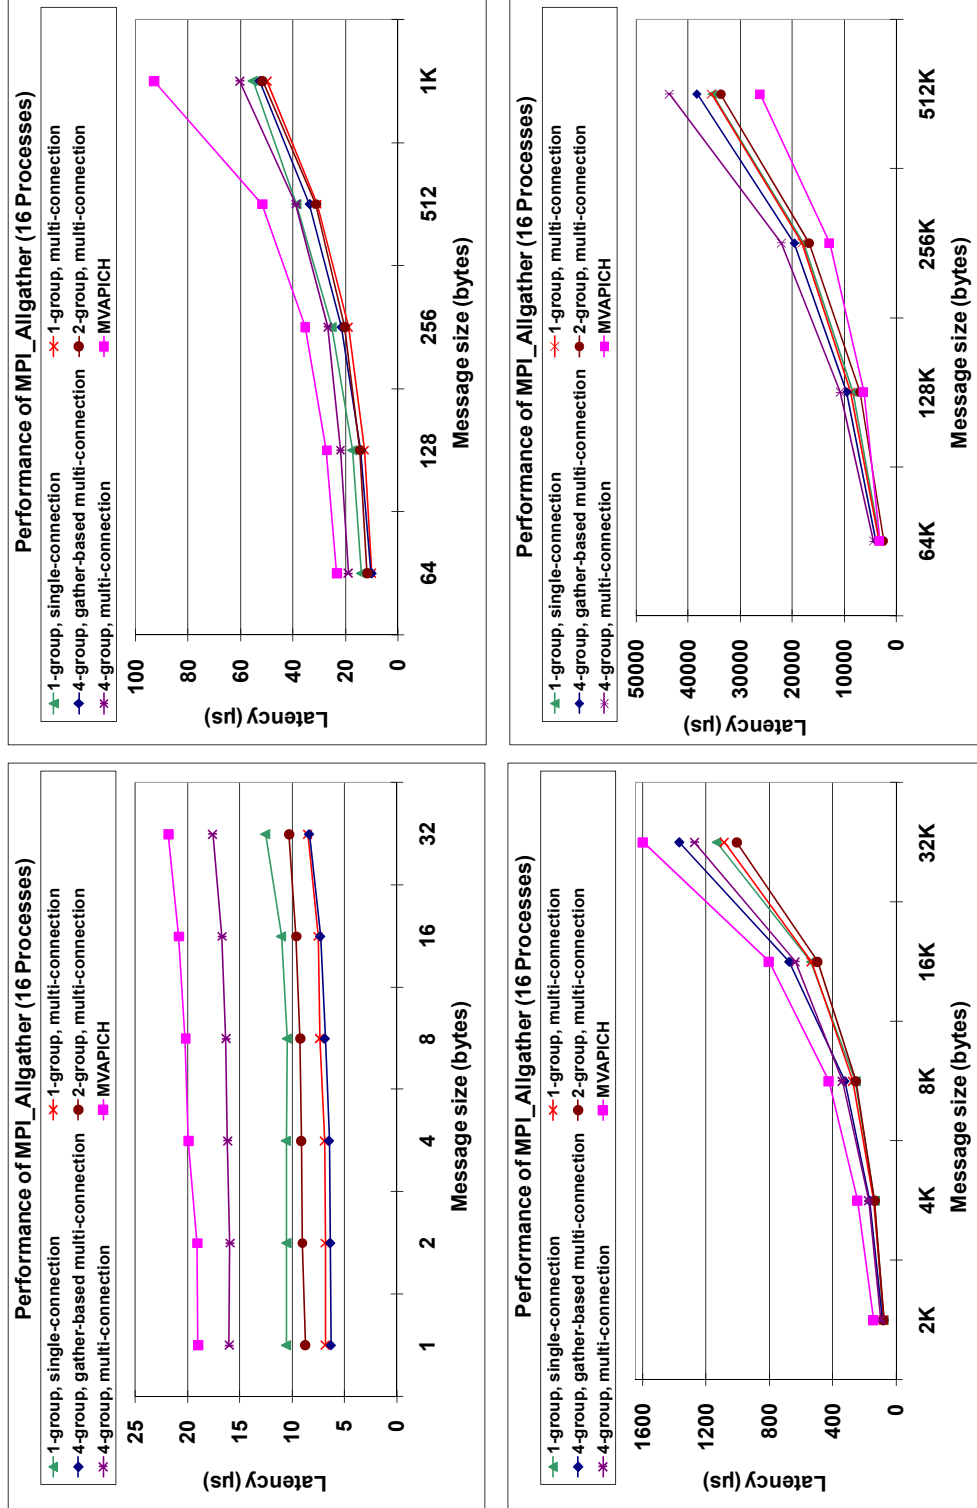 Performance of MPI_Allgather (16 Processes)
1-group, single-connection
1-group, multi-connection
4-group, gather-based multi-connection
2-group, multi-connection
4-group, multi-connection
MVAPICH
Latency (µs)
25
20
15
10
5
0
1
2
4
8
16
32
Message size (bytes)
Performance of MPI_Allgather (16 Processes)
1-group, single-connection
1-group, multi-connection
4-group, gather-based multi-connection
2-group, multi-connection
4-group, multi-connection
MVAPICH
Latency (µs)
100
80
60
40
20
0
64
128
256
512
1K
Message size (bytes)
Performance of MPI_Allgather (16 Processes)
1-group, single-connection
1-group, multi-connection
4-group, gather-based multi-connection
2-group, multi-connection
4-group, multi-connection
MVAPICH
Latency (µs)
1600
1200
800
400
0
2K
4K
8K
16K
32K
Message size (bytes)
Performance of MPI_Allgather (16 Processes)
1-group, single-connection
1-group, multi-connection
4-group, gather-based multi-connection
2-group, multi-connection
4-group, multi-connection
MVAPICH
Latency (µs)
50000
40000
30000
20000
10000
0
64K
128K
256K
512K
Message size (bytes)